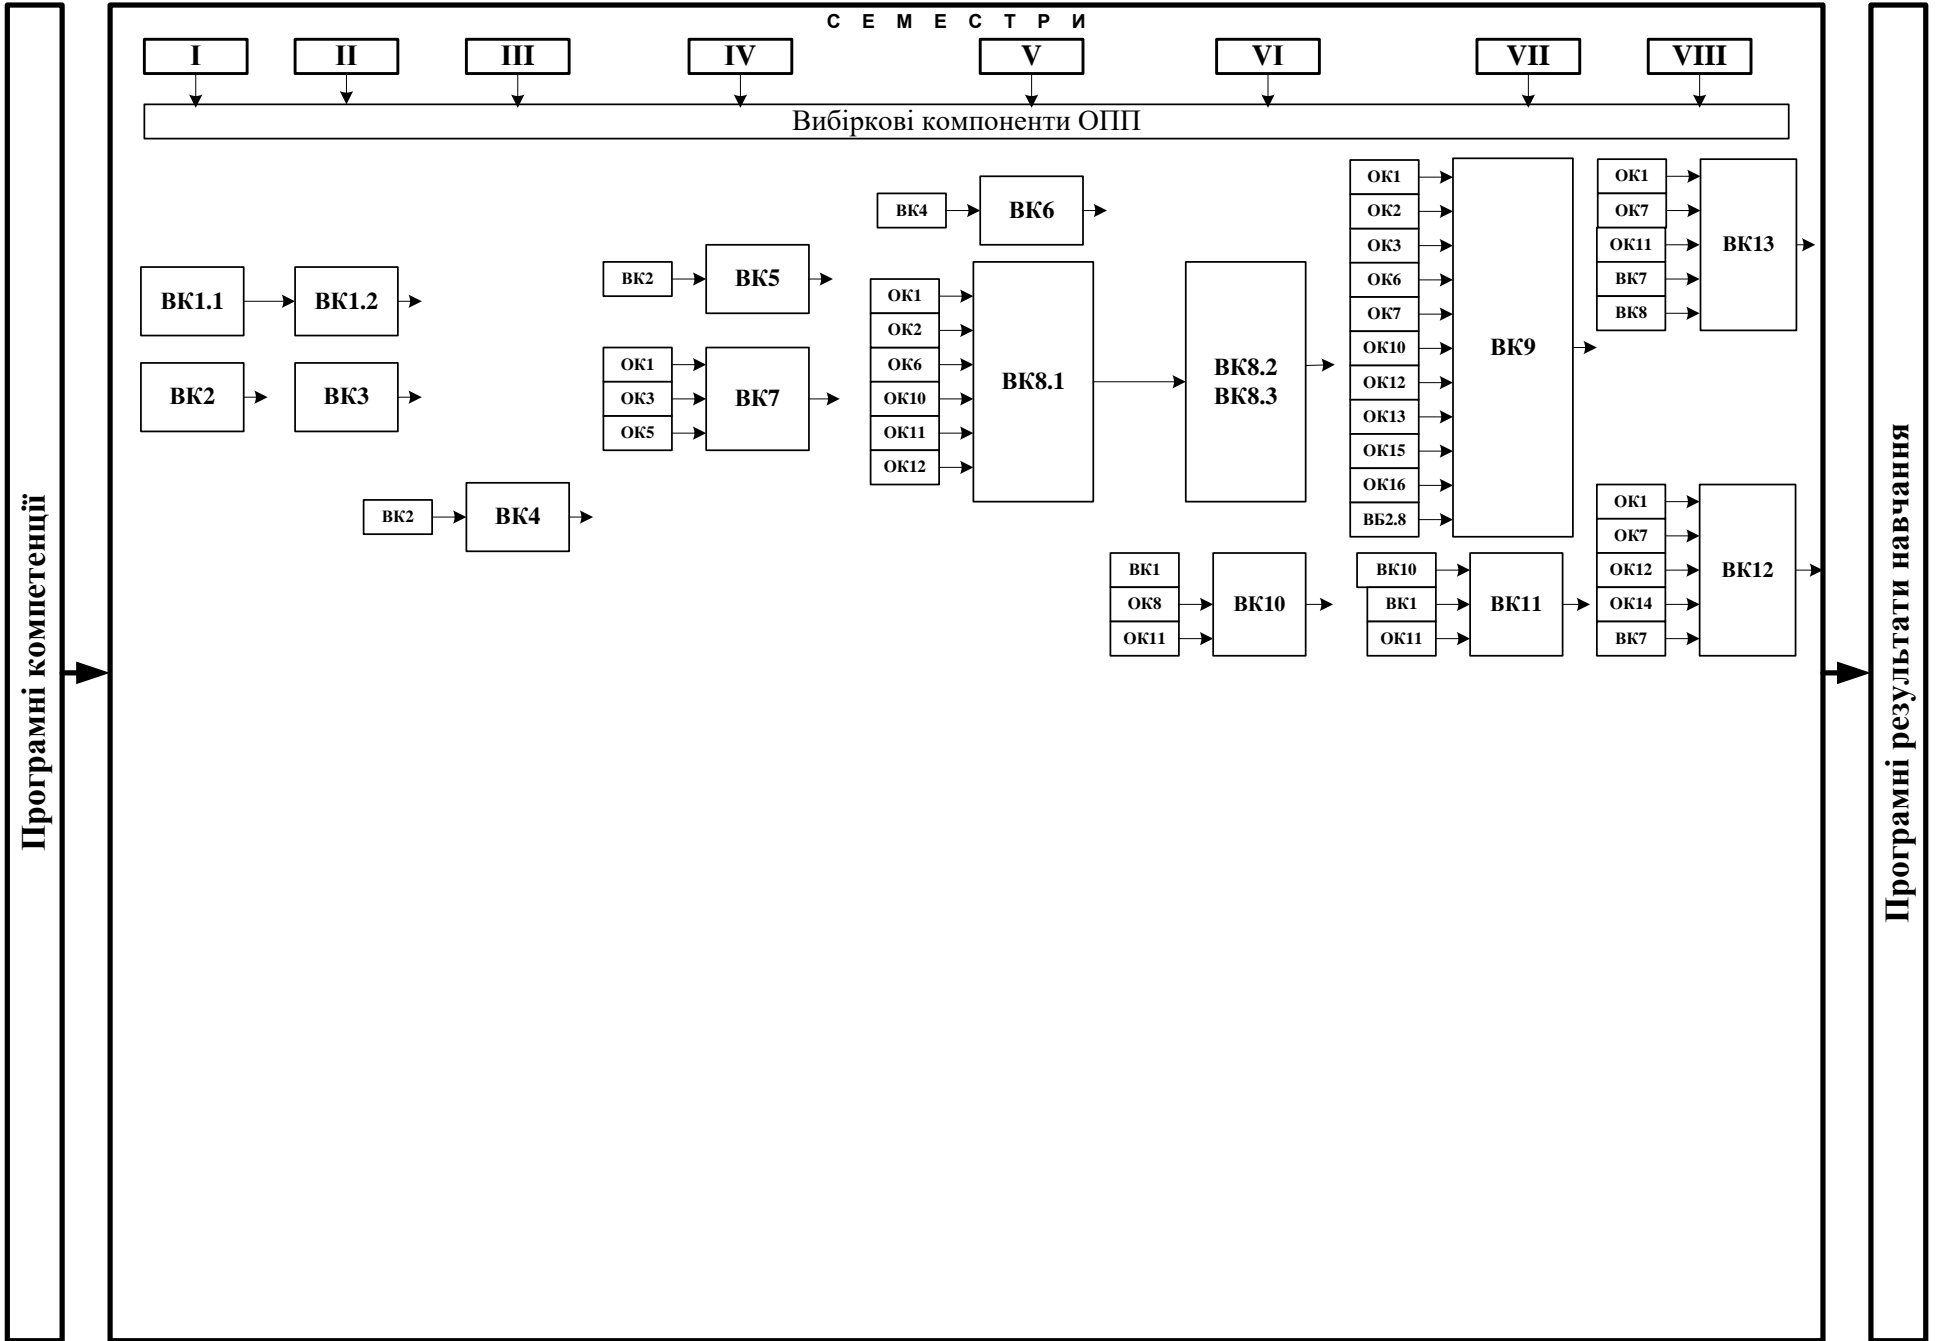 С Е М Е С Т Р И
I
II
III
IV
V
VI
VII
VIII
Вибіркові компоненти ОПП
Програмні компетенції
ВК1.1
ВК1.2
ВК2
ВК3
ВК2
ВК4
ВК2
ВК5
ОК1
ОК3
ОК5
ВК7
ВК4
ВК6
ОК1
ОК2
ОК6
ОК10
ОК11
ОК12
ВК8.1
ВК8.2
ВК8.3
ВК1
ОК8
ОК11
ВК10
ОК1
ОК2
ОК3
ОК6
ОК7
ОК10
ОК12
ОК13
ОК15
ОК16
ВБ2.8
ВК9
ВК10
ВК1
ОК11
ВК11
ОК1
ОК7
ОК11
ВК7
ВК8
ВК13
ОК1
ОК7
ОК12
ОК14
ВК7
ВК12
Програмні результати навчання